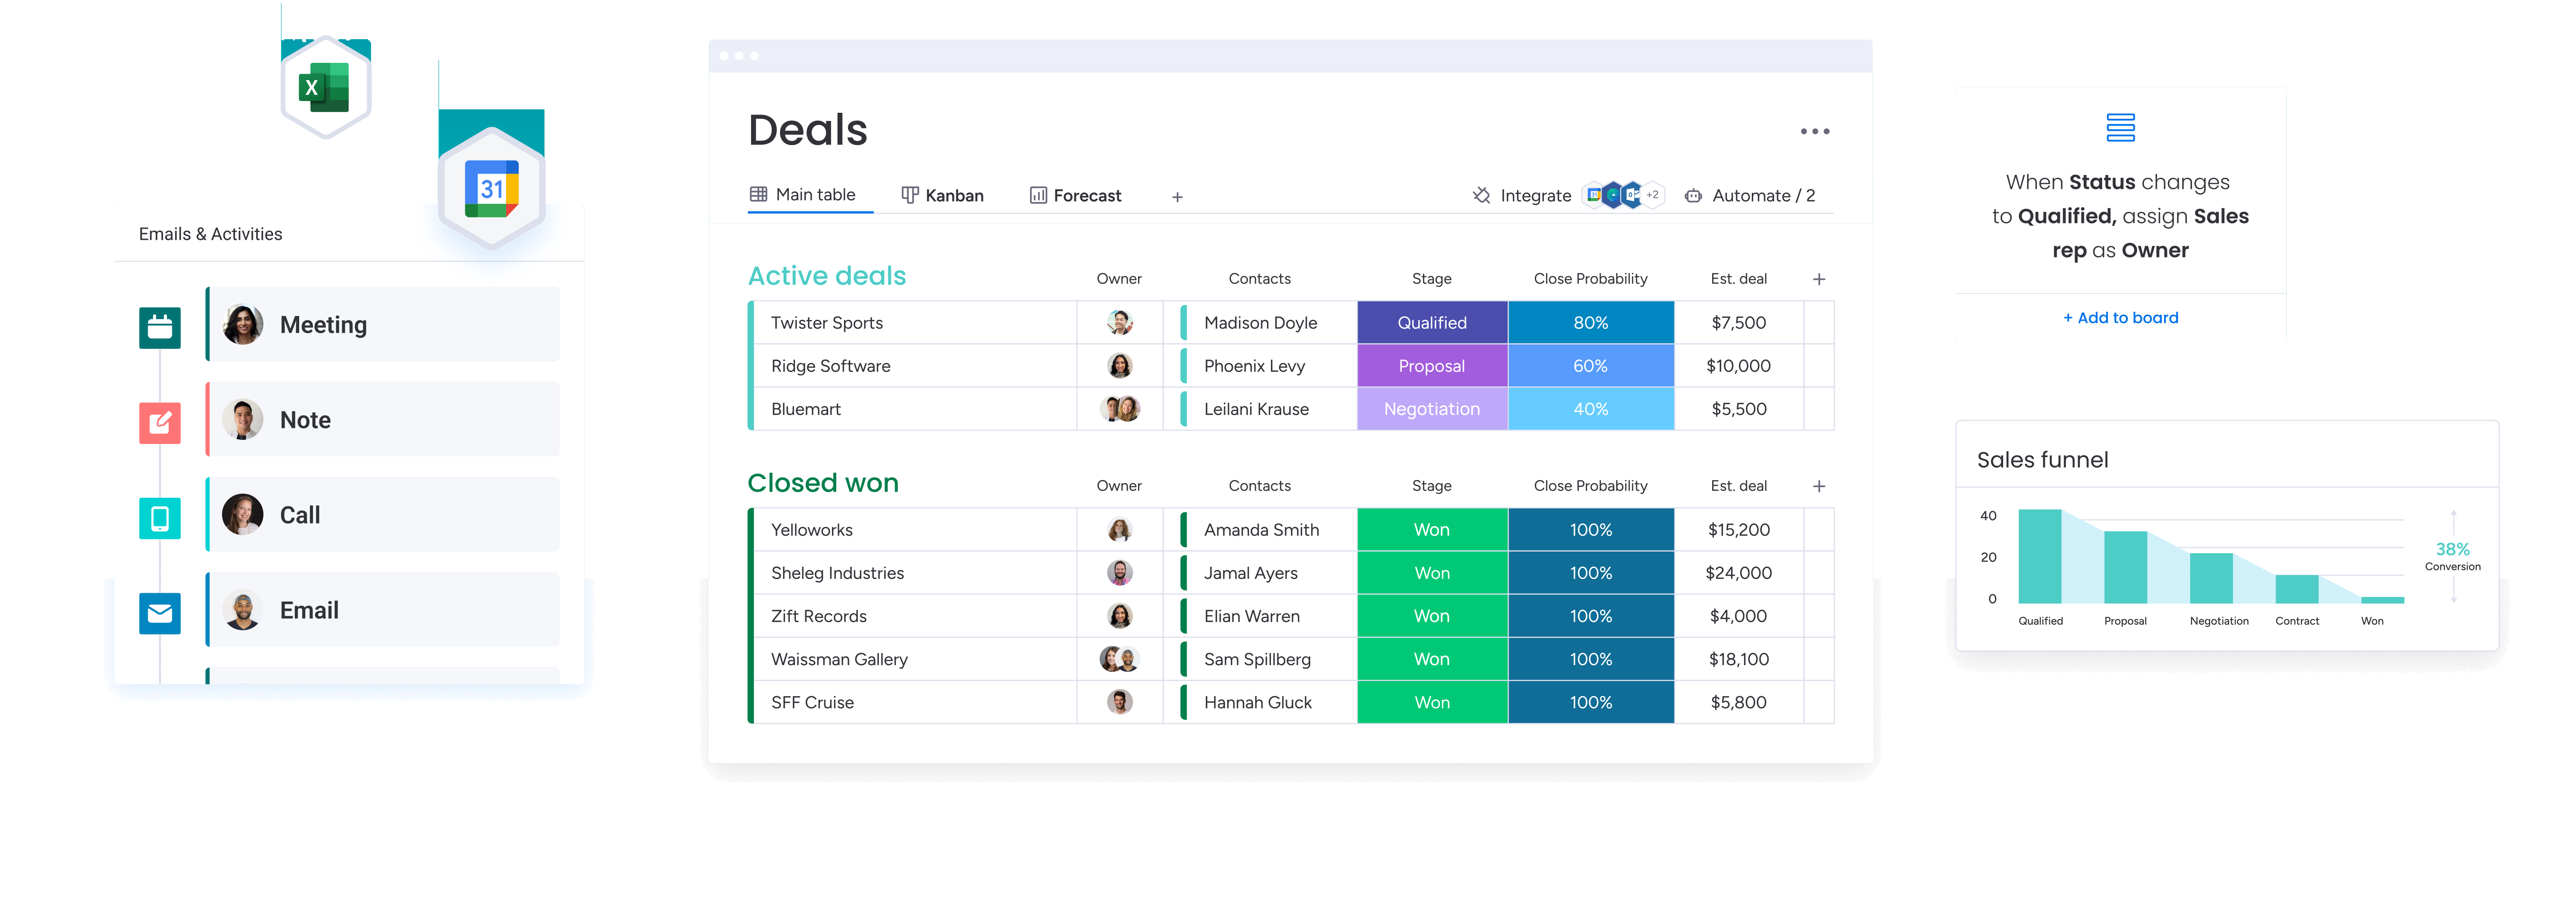 X
31
Emails & Activities
Meeting
Note
Call
Email
Deals
Main table
Kanban
Forecast
+
Integrate
31
+2
Automate / 2
Active deals Owner Contacts Stage Close Probability Est. deal +
Twister Sports Madison Doyle Qualified 80% $7,500
Ridge Software Phoenix Levy Proposal 60% $10,000
Bluemart Leilani Krause Negotiation 40% $5,500
Closed won Owner Contacts Stage Close Probability Est. deal +
Yelloworks Amanda Smith Won 100% $15,200
Sheleg Industries Jamal Ayers Won 100% $24,000
Zift Records Elian Warren Won 100% $4,000
Waissman Gallery Sam Spillberg Won 100% $18,100
SFF Cruise Hannah Gluck Won 100% $5,800
When Status changes
to Qualified, assign Sales
rep as Owner
+ Add to board
Sales funnel
40
20
0
Qualified Proposal Negotiation Contract Won
38%
Conversion